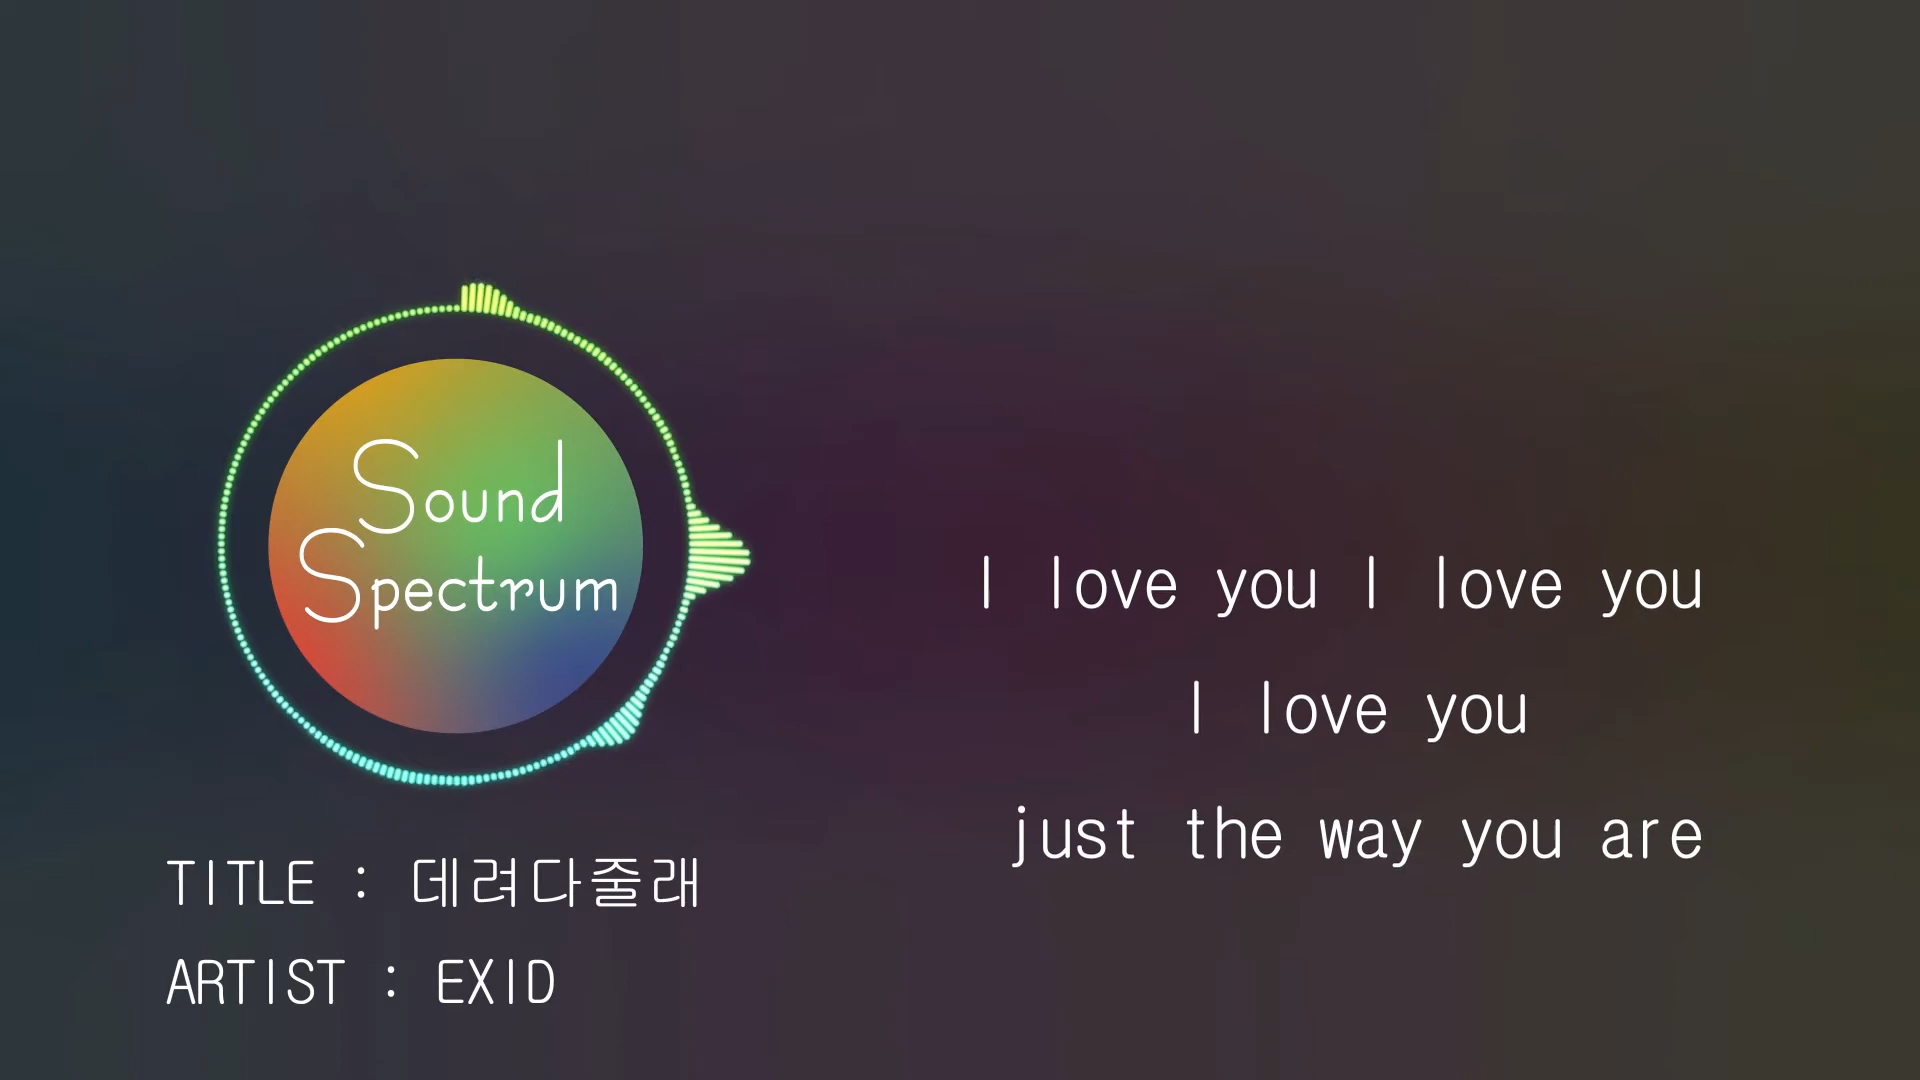 Sound
Spectrum
I love you I love you
I love you
just the way you are
TITLE : 데려다줄래
ARTIST : EXID